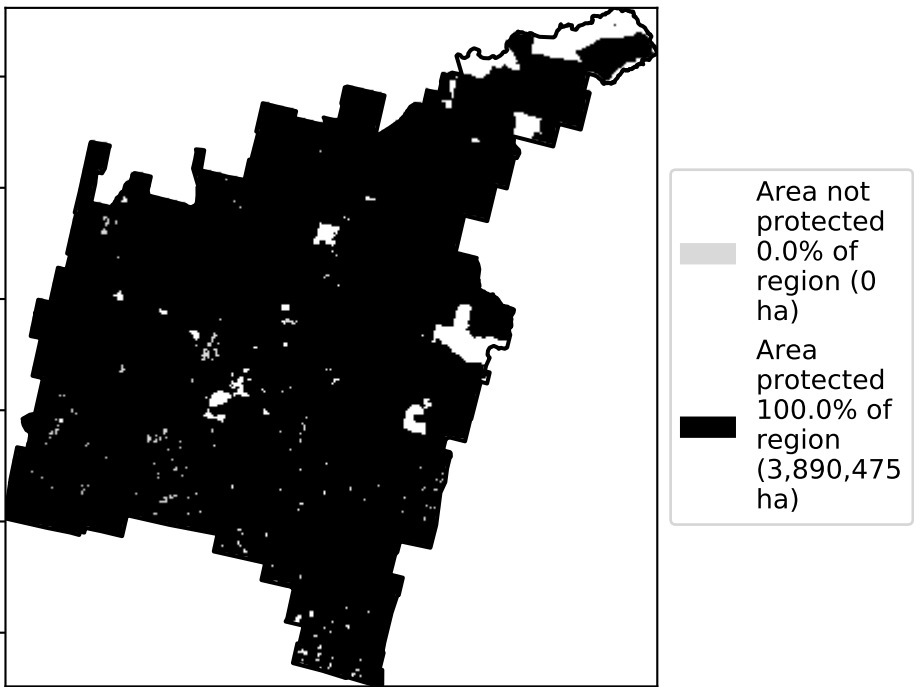 Area not
protected
0.0% of
region (0
ha)
Area
protected
100.0% of
region
(3,890,475
ha)